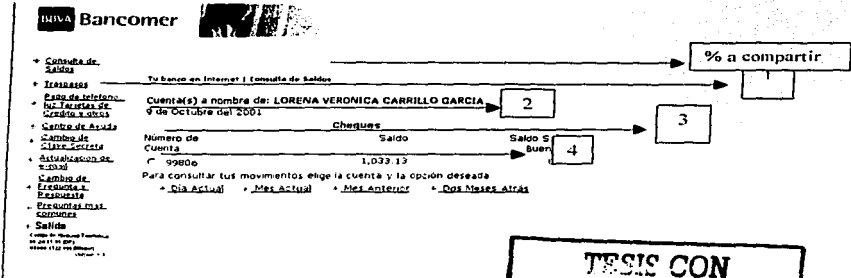 BBVA Bancomer
% a compartir
+ Consulta de Saldos
+ Traspasos
+ Pago de telefono, luz Tarjetas de Credito y otros
+ Centro de Ayuda
+ Cambio de Clave Secreta
+ Actualización de e-mail
+ Cambio de Pregunta y Respuesta
+ Preguntas mas comunes
+ Salida
Tu banco en Internet | Consulta de Saldos
1
Cuenta(s) a nombre de: LORENA VERONICA CARRILLO GARCIA
2
9 de Octubre del 2001
Cheques
3
Número de Cuenta
Saldo
Saldo S
Buen
4
99806
1,033.13
Para consultar tus movimientos elige la cuenta y la opción deseada
+ Día Actual + Mes Actual + Mes Anterior + Dos Meses Atrás
TESIS CON